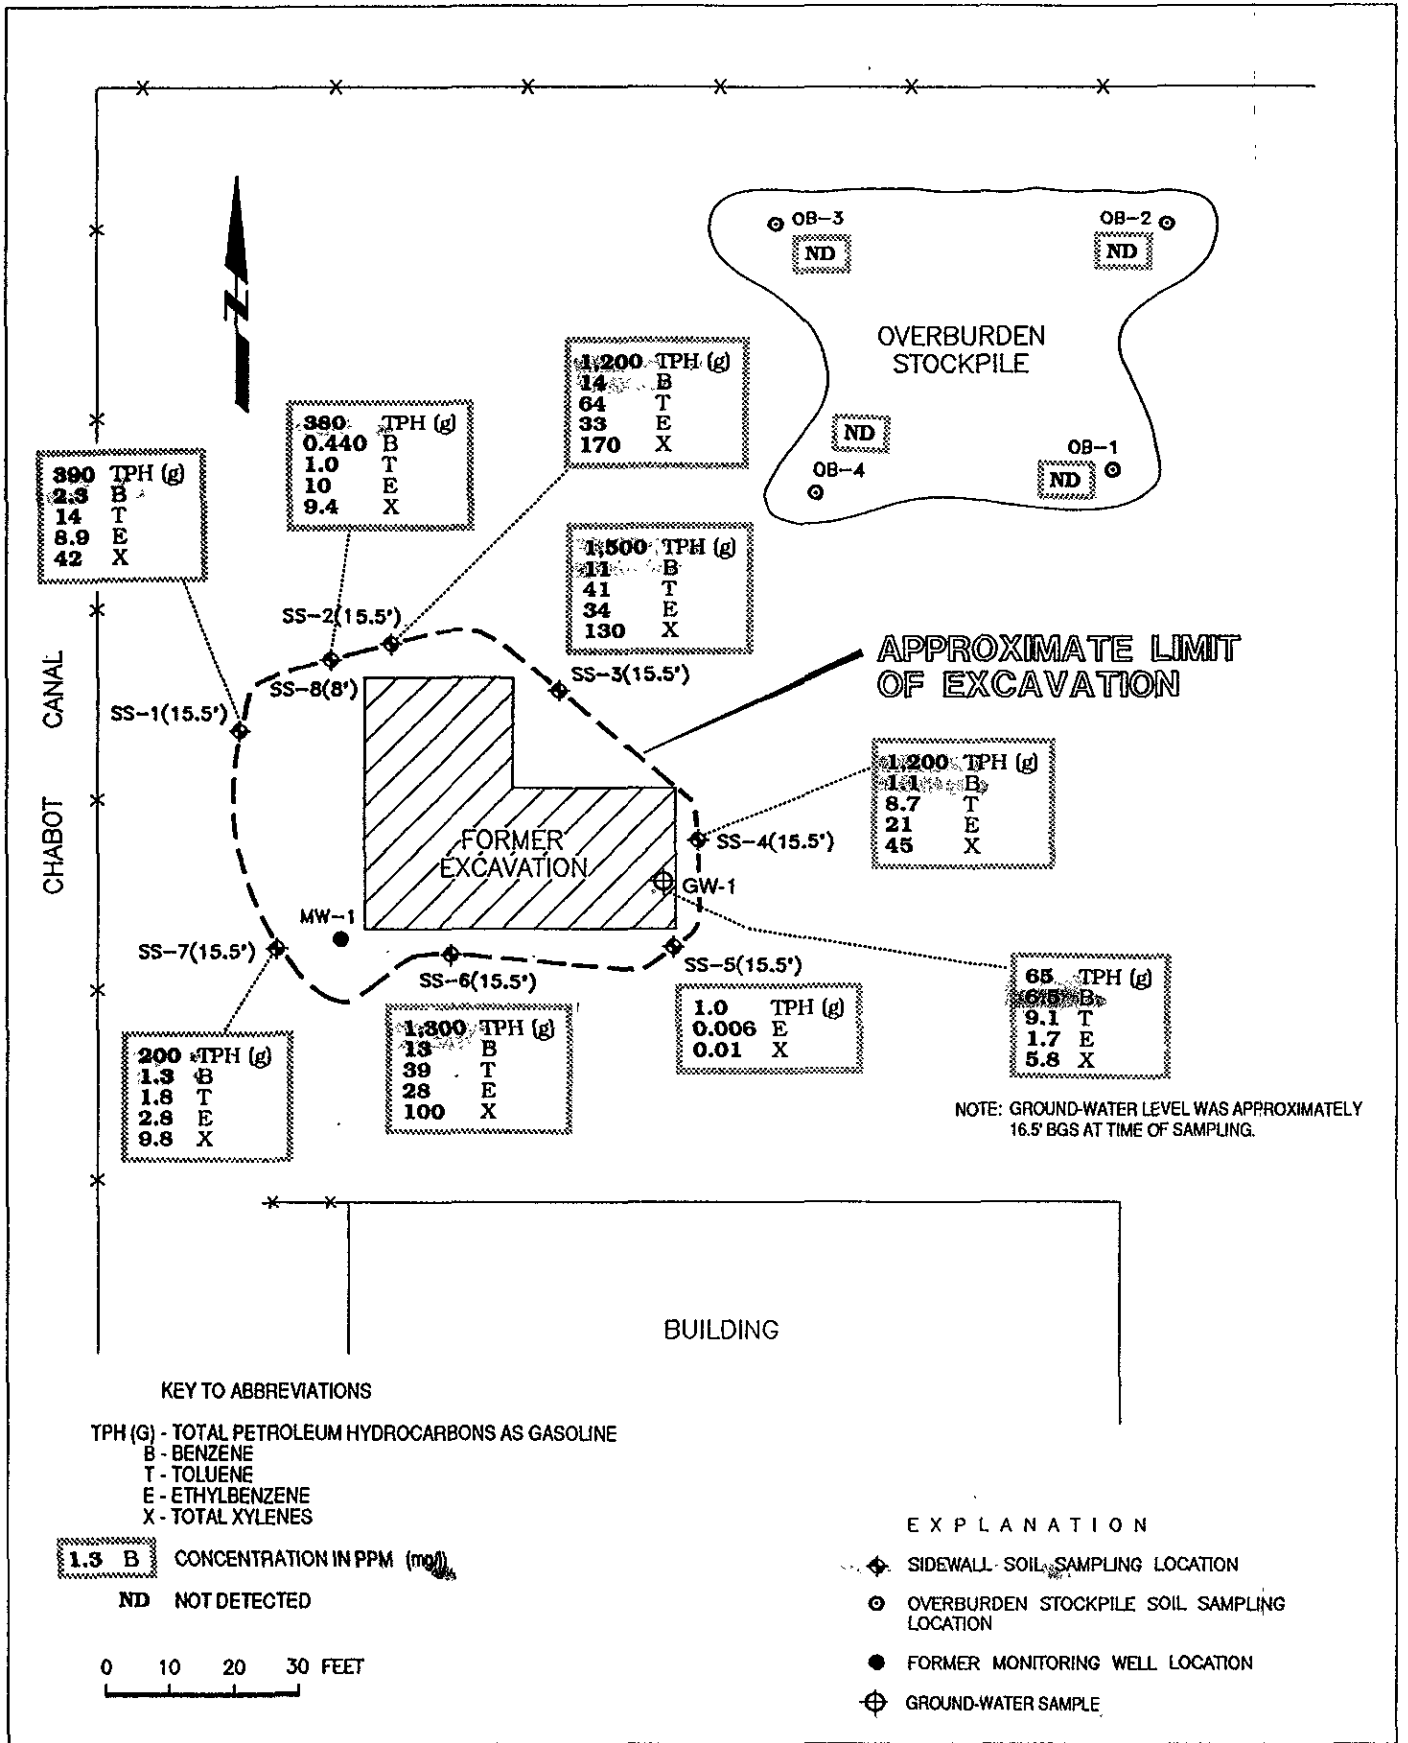 OB-3
ND
OB-2
ND
OVERBURDEN
STOCKPILE
ND
OB-4
OB-1
ND
N
1,200 TPH (g)
14 B
64 T
33 E
170 X
380 TPH (g)
0.440 B
1.0 T
10 E
9.4 X
390 TPH (g)
2.3 B
14 T
8.9 E
42 X
1,500 TPH (g)
11 B
41 T
34 E
130 X
SS-2(15.5')
SS-8(8')
SS-3(15.5')
SS-1(15.5')
APPROXIMATE LIMIT
OF EXCAVATION
CHABOT CANAL
1,200 TPH (g)
1.1 B
8.7 T
21 E
45 X
FORMER
EXCAVATION
SS-4(15.5')
GW-1
MW-1
SS-7(15.5')
SS-6(15.5')
SS-5(15.5')
65 TPH (g)
6.5 B
9.1 T
1.7 E
5.8 X
1.0 TPH (g)
0.006 E
0.01 X
1,300 TPH (g)
13 B
39 T
28 E
100 X
200 TPH (g)
1.3 B
1.8 T
2.8 E
9.8 X
NOTE: GROUND-WATER LEVEL WAS APPROXIMATELY
16.5' BGS AT TIME OF SAMPLING.
BUILDING
KEY TO ABBREVIATIONS
TPH (G) - TOTAL PETROLEUM HYDROCARBONS AS GASOLINE
B - BENZENE
T - TOLUENE
E - ETHYLBENZENE
X - TOTAL XYLENES
1.3 B CONCENTRATION IN PPM (mg/l)
ND NOT DETECTED
0 10 20 30 FEET
EXPLANATION
SIDEWALL SOIL SAMPLING LOCATION
OVERBURDEN STOCKPILE SOIL SAMPLING
LOCATION
FORMER MONITORING WELL LOCATION
GROUND-WATER SAMPLE